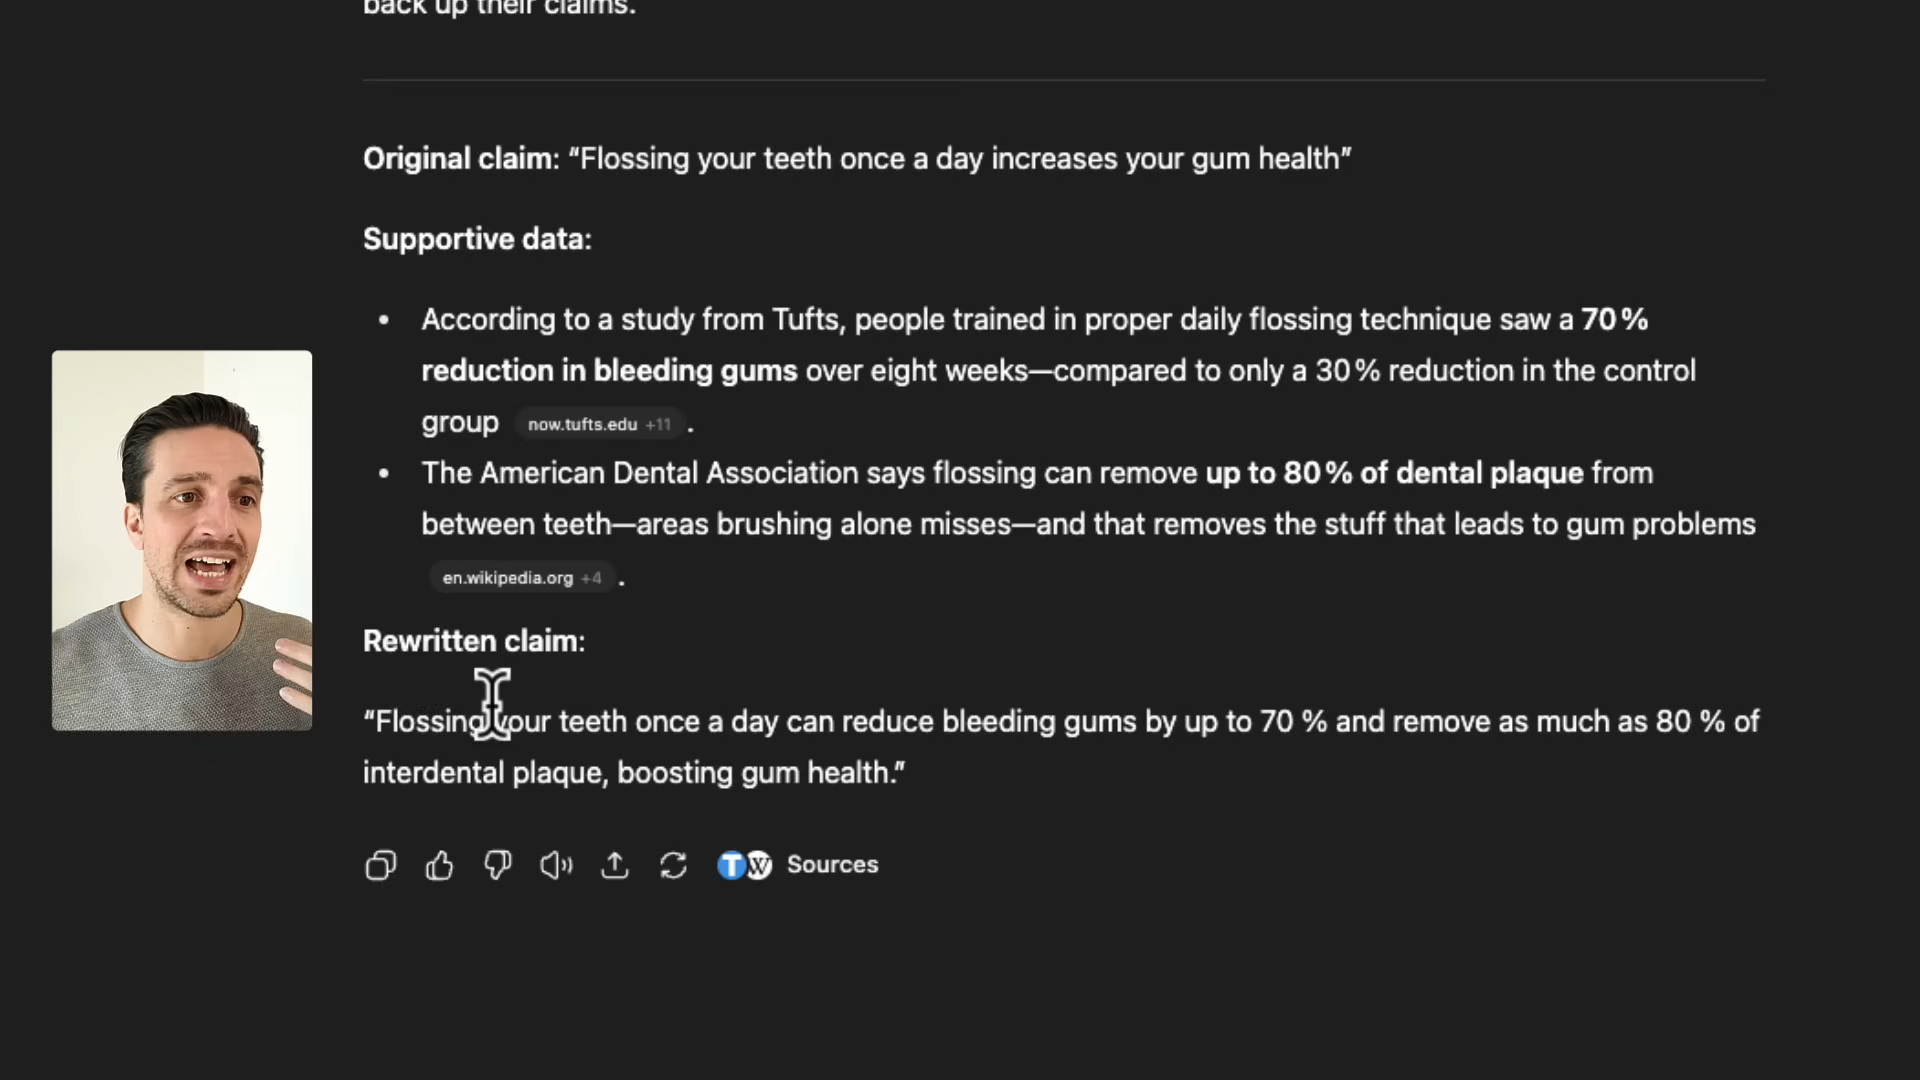 back up their claims.
Original claim: “Flossing your teeth once a day increases your gum health”
Supportive data:
• According to a study from Tufts, people trained in proper daily flossing technique saw a 70%
reduction in bleeding gums over eight weeks—compared to only a 30% reduction in the control
group now.tufts.edu +11 .
• The American Dental Association says flossing can remove up to 80% of dental plaque from
between teeth—areas brushing alone misses—and that removes the stuff that leads to gum problems
en.wikipedia.org +4 .
Rewritten claim:
“Flossing your teeth once a day can reduce bleeding gums by up to 70 % and remove as much as 80 % of
interdental plaque, boosting gum health.”
T W Sources